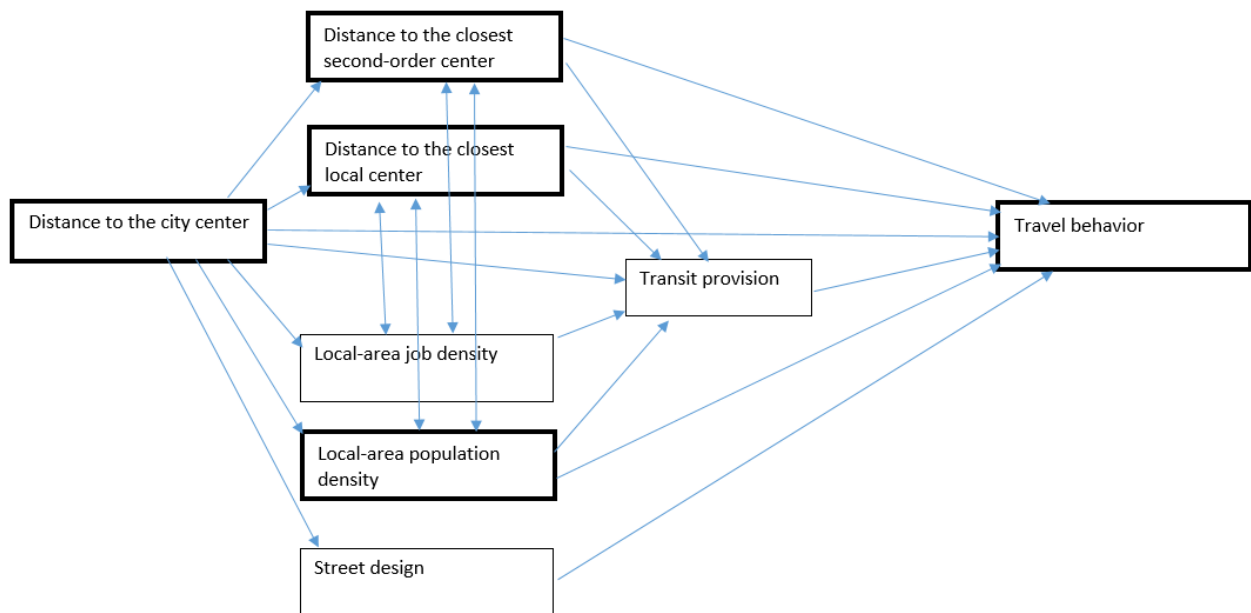 Distance to the closest
second-order center
Distance to the closest
local center
Distance to the city center
Travel behavior
Transit provision
Local-area job density
Local-area population
density
Street design